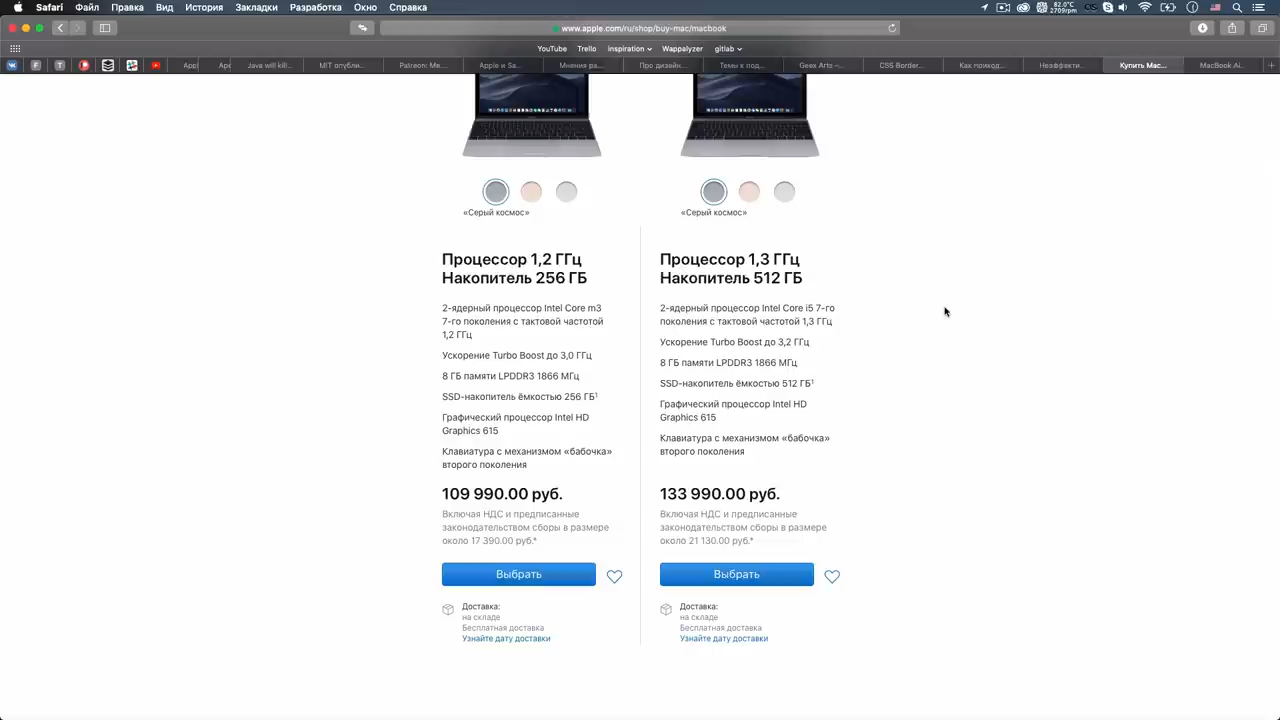 Safari Файл Правка Вид История Закладки Разработка Окно Справка
82.0°C
2709rpm
www.apple.com/ru/shop/buy-mac/macbook
YouTube Trello inspiration Wappalyzer gitlab
Java will kill... MIT опубли... Patreon: Me... Apple и Sa... Мнения ра... Про дизайн... Темы к под... Geex Arts –... CSS Border... Как приход... Неэффекти... Купить Mac... MacBook Ai...
«Серый космос»
«Серый космос»
Процессор 1,2 ГГц
Накопитель 256 ГБ
2-ядерный процессор Intel Core m3
7-го поколения с тактовой частотой
1,2 ГГц
Ускорение Turbo Boost до 3,0 ГГц
8 ГБ памяти LPDDR3 1866 МГц
SSD-накопитель ёмкостью 256 ГБ¹
Графический процессор Intel HD
Graphics 615
Клавиатура с механизмом «бабочка»
второго поколения
109 990.00 руб.
Включая НДС и предписанные
законодательством сборы в размере
около 17 390.00 руб.*
Выбрать
Доставка:
на складе
Бесплатная доставка
Узнайте дату доставки
Процессор 1,3 ГГц
Накопитель 512 ГБ
2-ядерный процессор Intel Core i5 7-го
поколения с тактовой частотой 1,3 ГГц
Ускорение Turbo Boost до 3,2 ГГц
8 ГБ памяти LPDDR3 1866 МГц
SSD-накопитель ёмкостью 512 ГБ¹
Графический процессор Intel HD
Graphics 615
Клавиатура с механизмом «бабочка»
второго поколения
133 990.00 руб.
Включая НДС и предписанные
законодательством сборы в размере
около 21 130.00 руб.*
Выбрать
Доставка:
на складе
Бесплатная доставка
Узнайте дату доставки